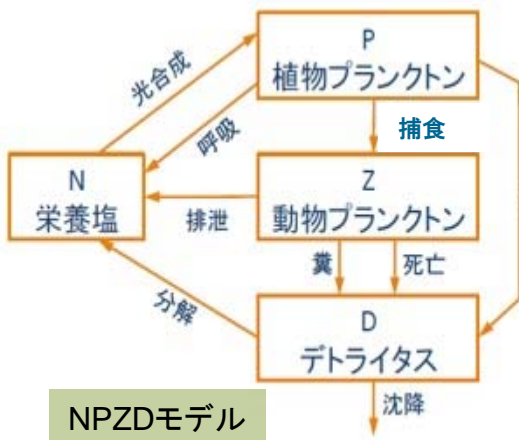 P
植物プランクトン
光合成
呼吸
捕食
N
栄養塩
Z
動物プランクトン
排泄
糞
死亡
分解
D
デトライタス
沈降
NPZDモデル